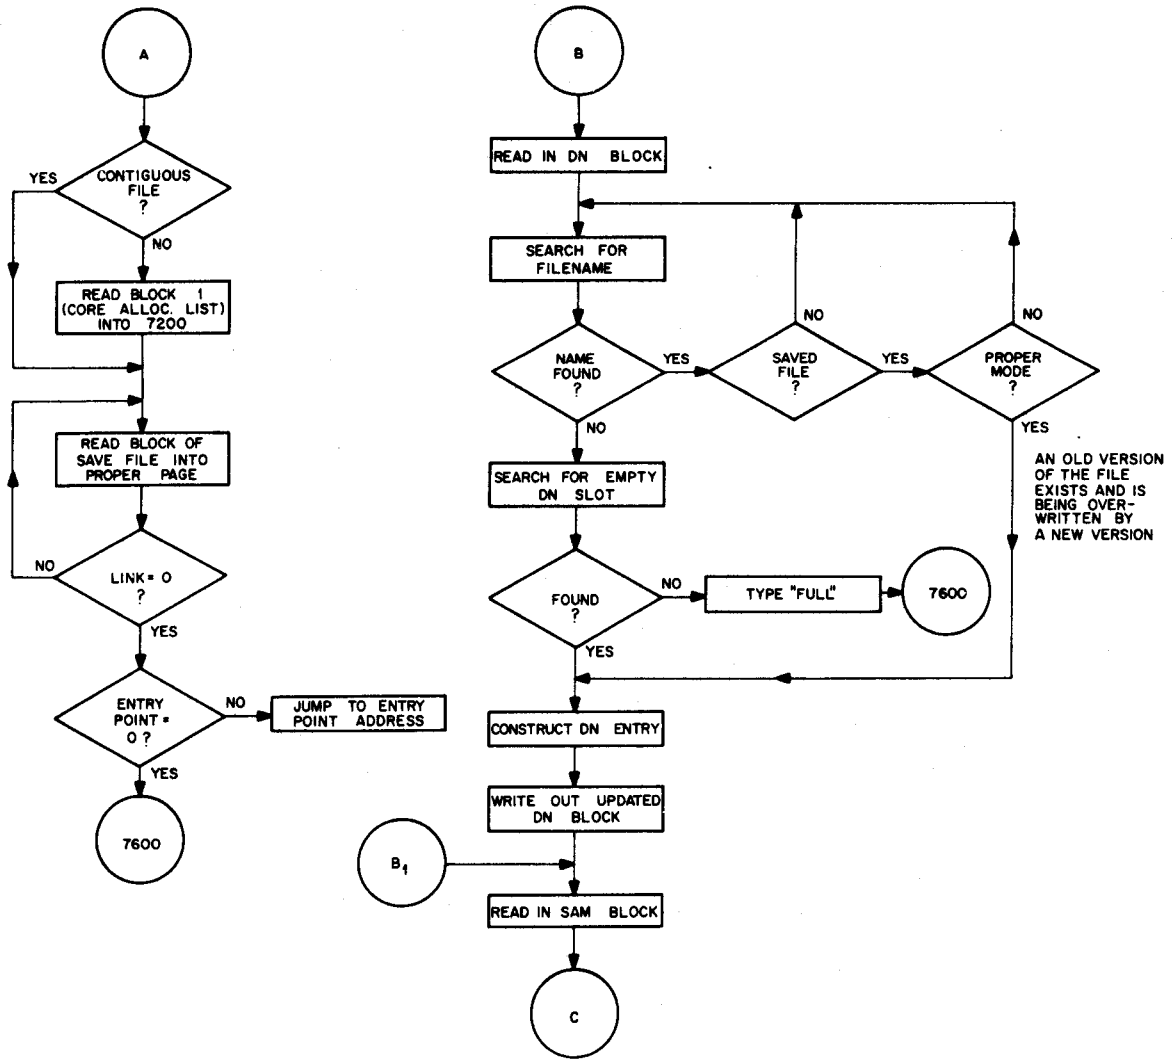 A
CONTIGUOUS
FILE
?
YES
NO
READ BLOCK 1
(CORE ALLOC. LIST)
INTO 7200
READ BLOCK OF
SAVE FILE INTO
PROPER PAGE
LINK = 0
?
NO
YES
ENTRY
POINT =
0 ?
NO
JUMP TO ENTRY
POINT ADDRESS
YES
7600
B
READ IN DN BLOCK
SEARCH FOR
FILENAME
NAME
FOUND
?
YES
NO
SAVED
FILE
?
NO
YES
PROPER
MODE
?
NO
YES
AN OLD VERSION
OF THE FILE
EXISTS AND IS
BEING OVER-
WRITTEN BY
A NEW VERSION
SEARCH FOR EMPTY
DN SLOT
FOUND
?
NO
TYPE "FULL"
7600
YES
CONSTRUCT DN ENTRY
WRITE OUT UPDATED
DN BLOCK
B1
READ IN SAM BLOCK
C